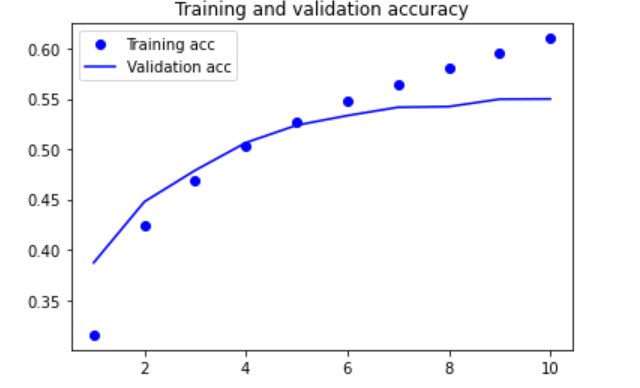 Training and validation accuracy
Training acc
Validation acc
0.60
0.55
0.50
0.45
0.40
0.35
2 4 6 8 10